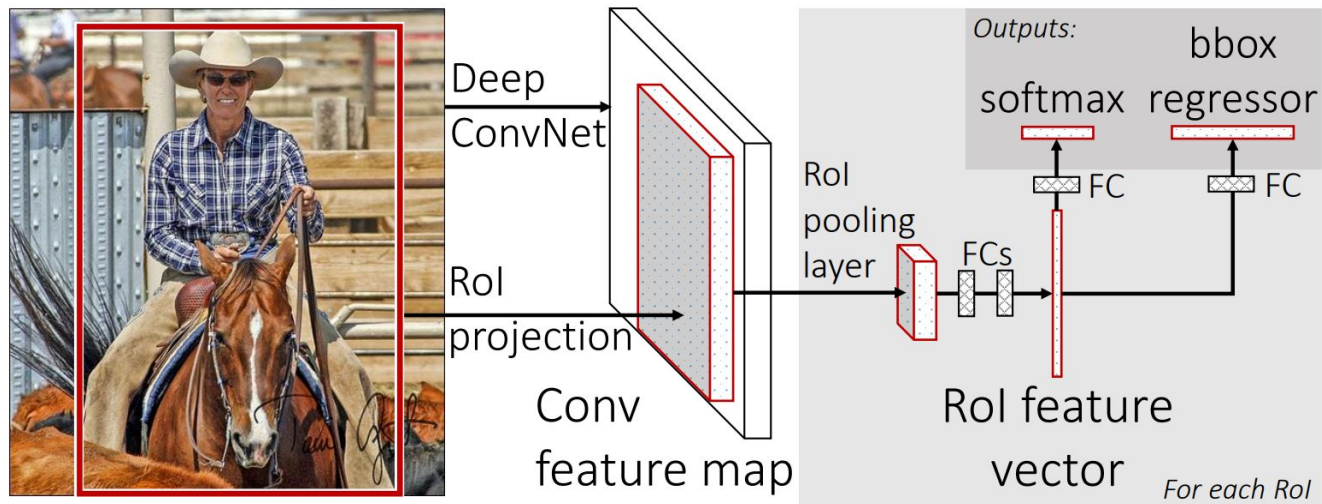 Deep
ConvNet
RoI
projection
Conv
feature map
RoI
pooling
layer
FCs
RoI feature
vector
For each RoI
Outputs:
softmax
bbox
regressor
FC
FC